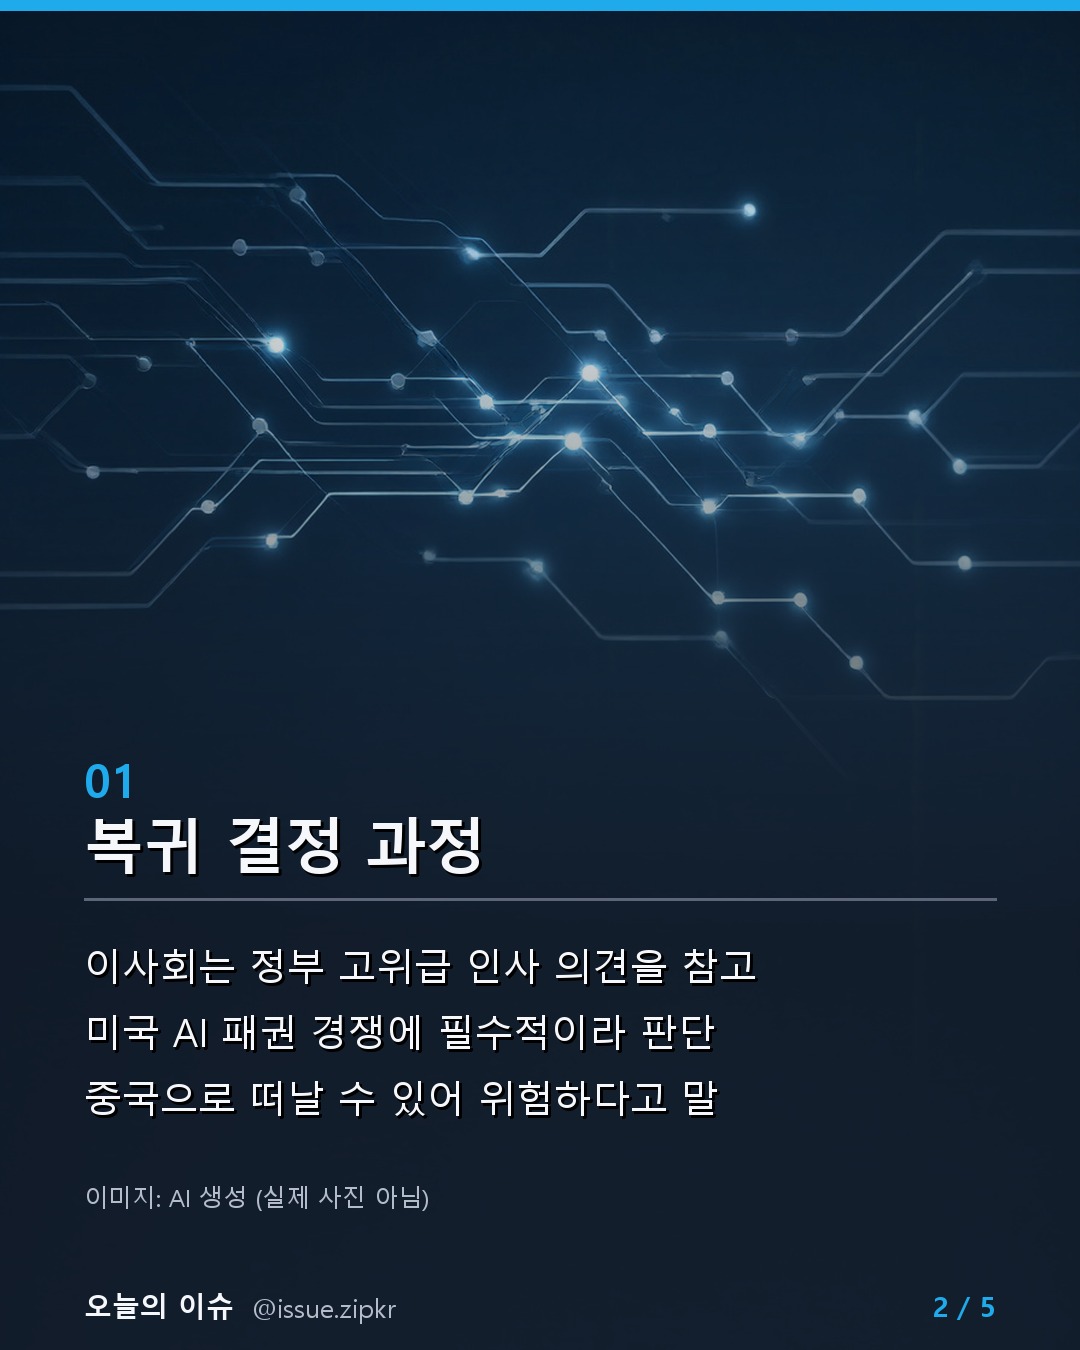 01
복귀 결정 과정
이사회는 정부 고위급 인사 의견을 참고
미국 AI 패권 경쟁에 필수적이라 판단
중국으로 떠날 수 있어 위험하다고 말
이미지: AI 생성 (실제 사진 아님)
오늘의 이슈 @issue.zipkr 2 / 5